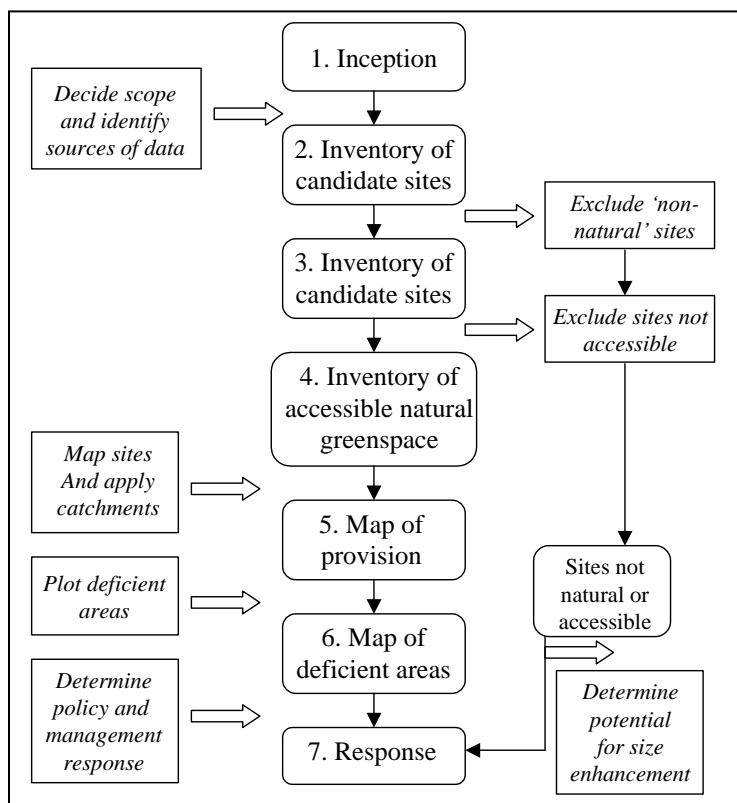 1. Inception
Decide scope
and identify
sources of data
2. Inventory of
candidate sites
Exclude ‘non-
natural’ sites
3. Inventory of
candidate sites
Exclude sites not
accessible
4. Inventory of
accessible natural
greenspace
Map sites
And apply
catchments
5. Map of
provision
Sites not
natural or
accessible
Plot deficient
areas
6. Map of
deficient areas
Determine
policy and
management
response
Determine
potential
for size
enhancement
7. Response